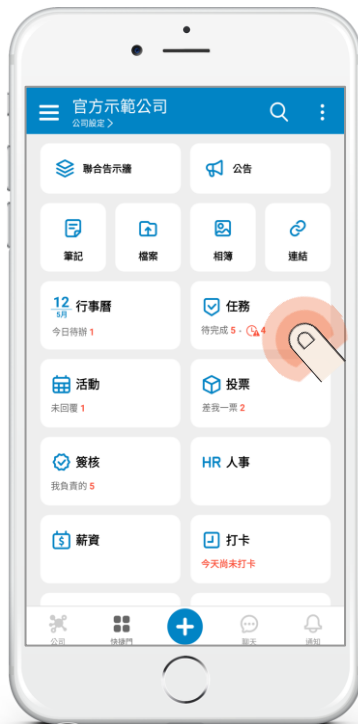 官方示範公司
公司設定 >
聯合告示牆
公告
筆記
檔案
相簿
連結
12
5月
行事曆
今日待辦 1
任務
待完成 5 · 4
活動
未回覆 1
投票
差我一票 2
簽核
我負責的 5
HR 人事
薪資
打卡
今天尚未打卡
公司
快捷門
聊天
通知